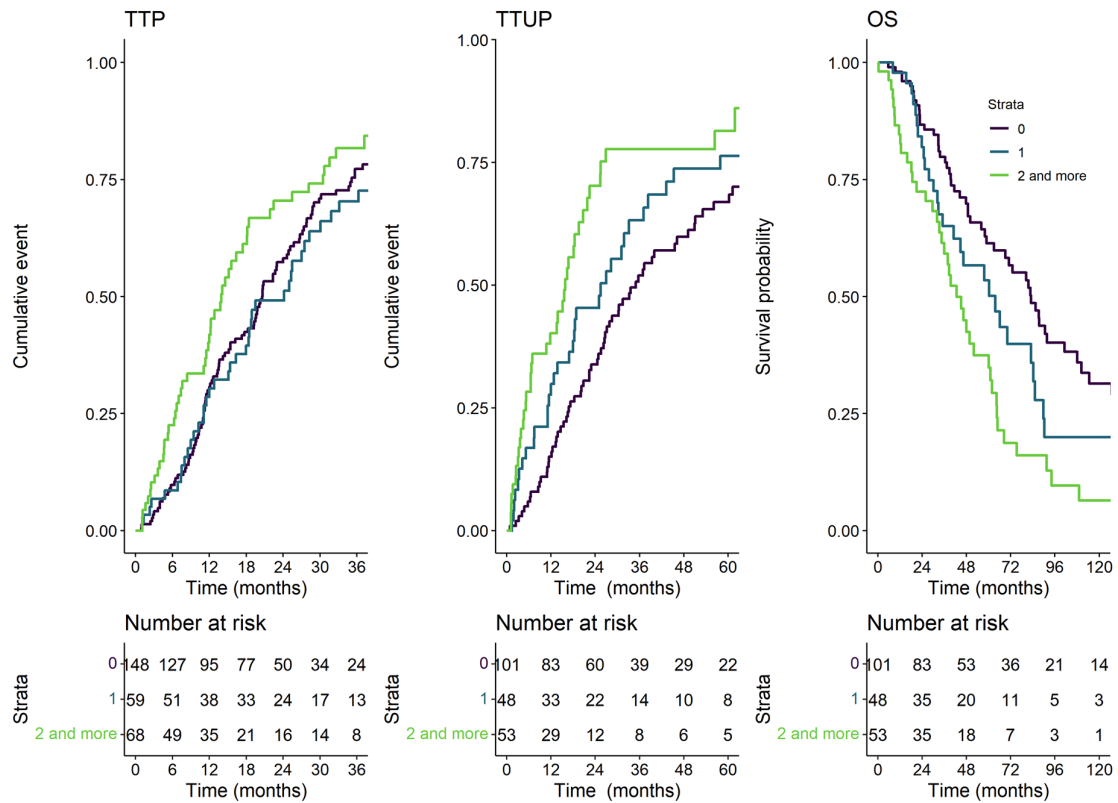 TTP
TTUP
OS
Cumulative event
1.00
0.75
0.50
0.25
0.00
0 6 12 18 24 30 36
Time (months)
Cumulative event
1.00
0.75
0.50
0.25
0.00
0 12 24 36 48 60
Time (months)
Survival probability
1.00
0.75
0.50
0.25
0.00
0 24 48 72 96 120
Time (months)
Strata
0
1
2 and more
Number at risk
Strata
0 148 127 95 77 50 34 24
1 59 51 38 33 24 17 13
2 and more 68 49 35 21 16 14 8
0 6 12 18 24 30 36
Time (months)
Number at risk
Strata
0 101 83 60 39 29 22
1 48 33 22 14 10 8
2 and more 53 29 12 8 6 5
0 12 24 36 48 60
Time (months)
Number at risk
Strata
0 101 83 53 36 21 14
1 48 35 20 11 5 3
2 and more 53 35 18 7 3 1
0 24 48 72 96 120
Time (months)